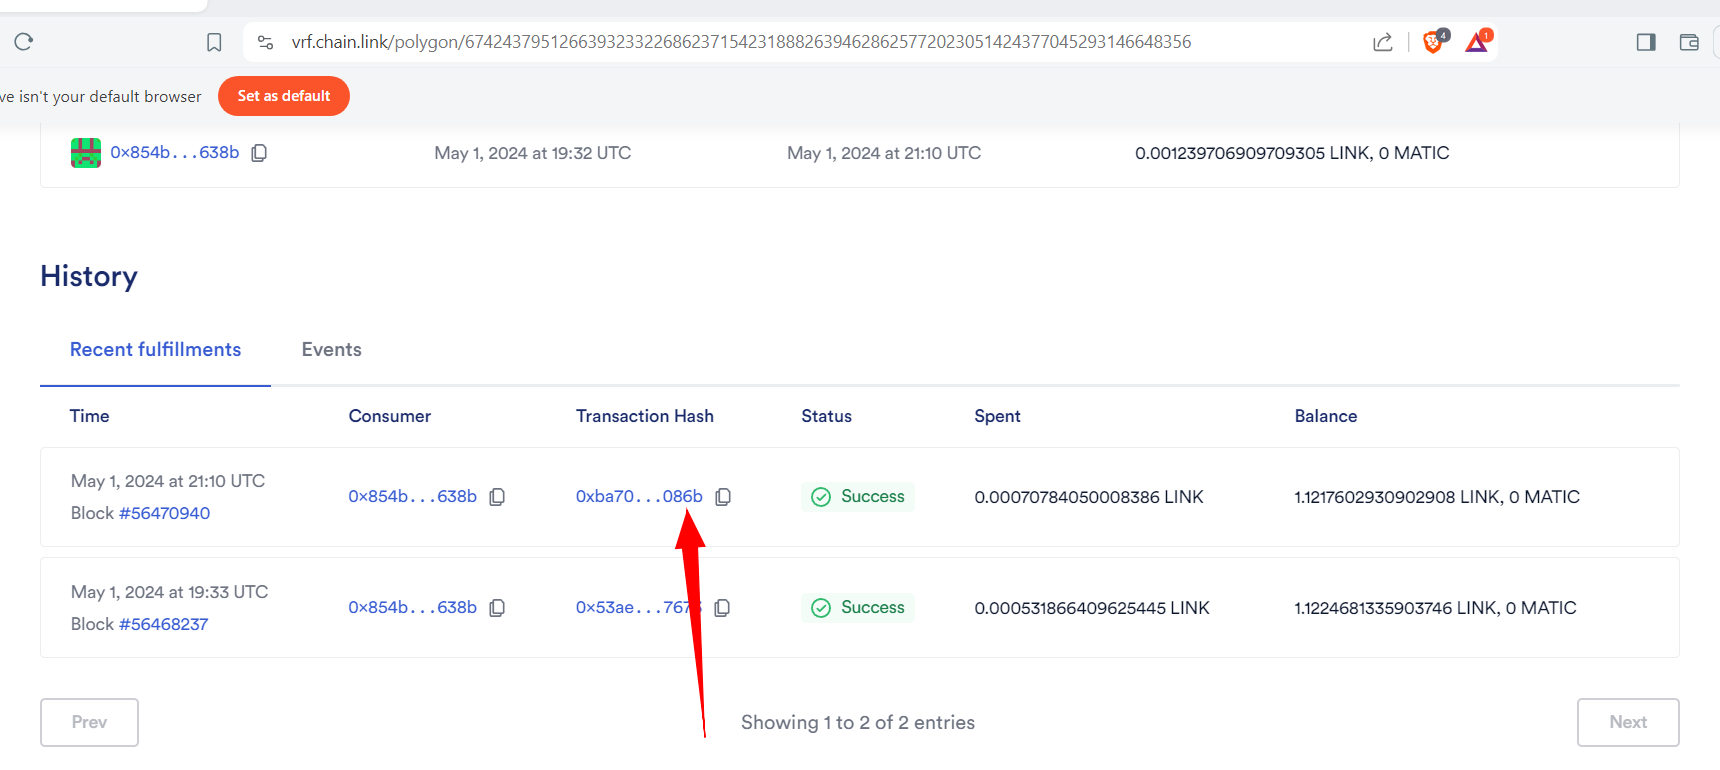 vrf.chain.link/polygon/67424379512663932332268623715423188826394628625772023051424377045293146648356
4
1
ve isn't your default browser
Set as default
0x854b...638b
May 1, 2024 at 19:32 UTC
May 1, 2024 at 21:10 UTC
0.001239706909709305 LINK, 0 MATIC
History
Recent fulfillments
Events
Time
Consumer
Transaction Hash
Status
Spent
Balance
May 1, 2024 at 21:10 UTC
Block #56470940
0x854b...638b
0xba70...086b
Success
0.00070784050008386 LINK
1.1217602930902908 LINK, 0 MATIC
May 1, 2024 at 19:33 UTC
Block #56468237
0x854b...638b
Success
0.000531866409625445 LINK
1.1224681335903746 LINK, 0 MATIC
Prev
Showing 1 to 2 of 2 entries
Next